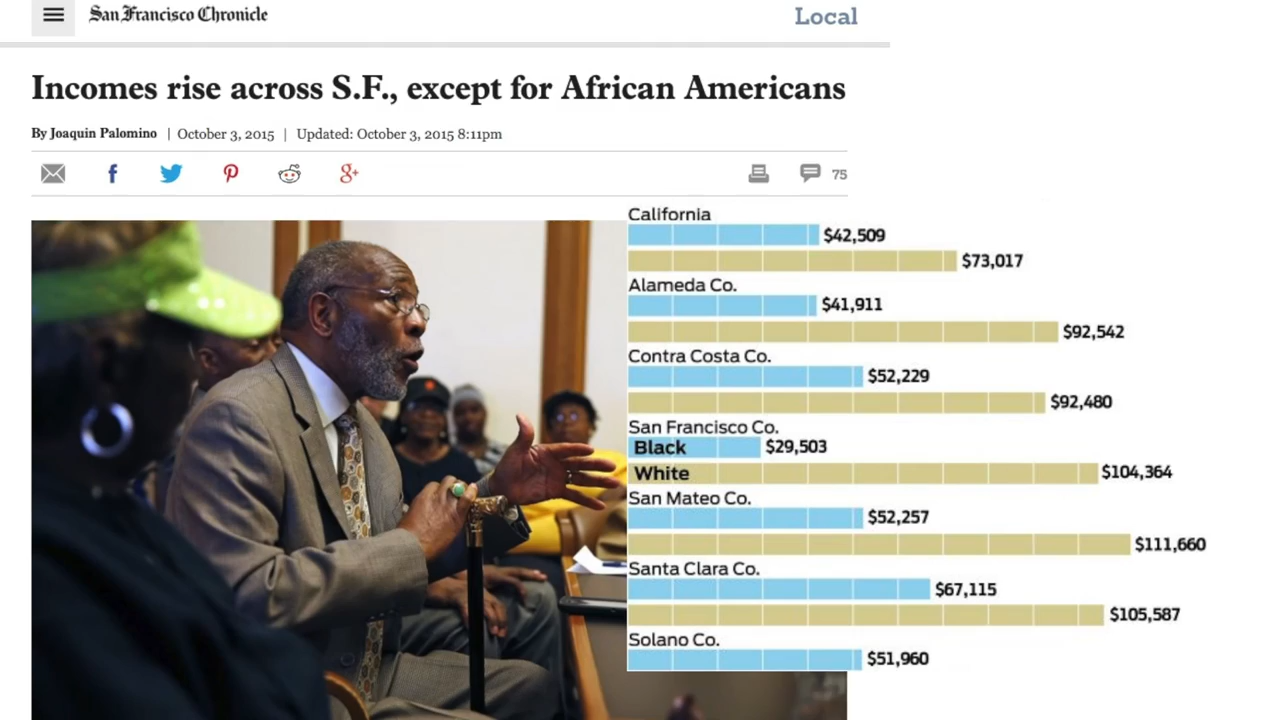 San Francisco Chronicle
Local
Incomes rise across S.F., except for African Americans
By Joaquin Palomino | October 3, 2015 | Updated: October 3, 2015 8:11pm
75
California
$42,509
$73,017
Alameda Co.
$41,911
$92,542
Contra Costa Co.
$52,229
$92,480
San Francisco Co.
Black $29,503
White $104,364
San Mateo Co.
$52,257
$111,660
Santa Clara Co.
$67,115
$105,587
Solano Co.
$51,960